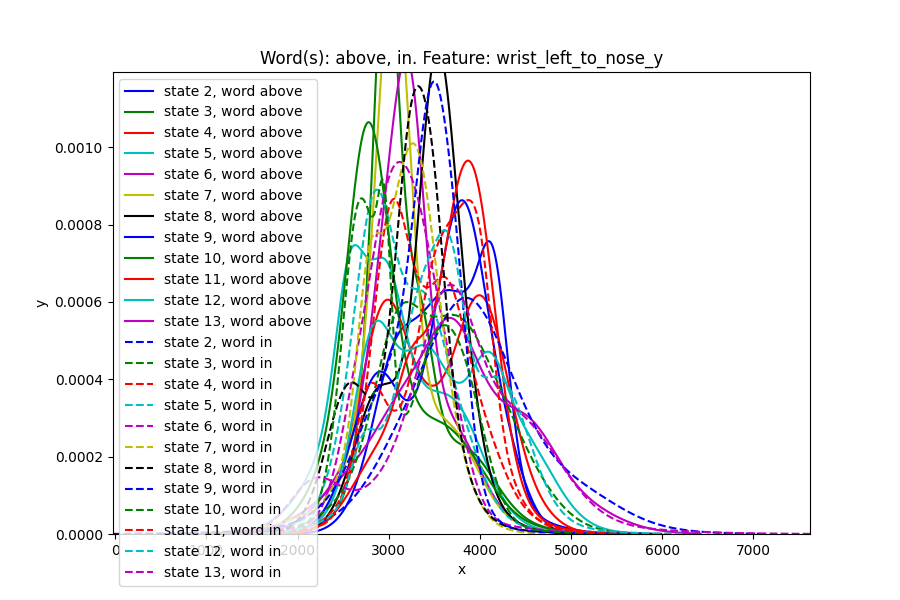 Word(s): above, in. Feature: wrist_left_to_nose_y
state 2, word above
state 3, word above
state 4, word above
state 5, word above
state 6, word above
state 7, word above
state 8, word above
state 9, word above
state 10, word above
state 11, word above
state 12, word above
state 13, word above
state 2, word in
state 3, word in
state 4, word in
state 5, word in
state 6, word in
state 7, word in
state 8, word in
state 9, word in
state 10, word in
state 11, word in
state 12, word in
state 13, word in
y
0.0010
0.0008
0.0006
0.0004
0.0002
0.0000
0 1000 2000 3000 4000 5000 6000 7000
x